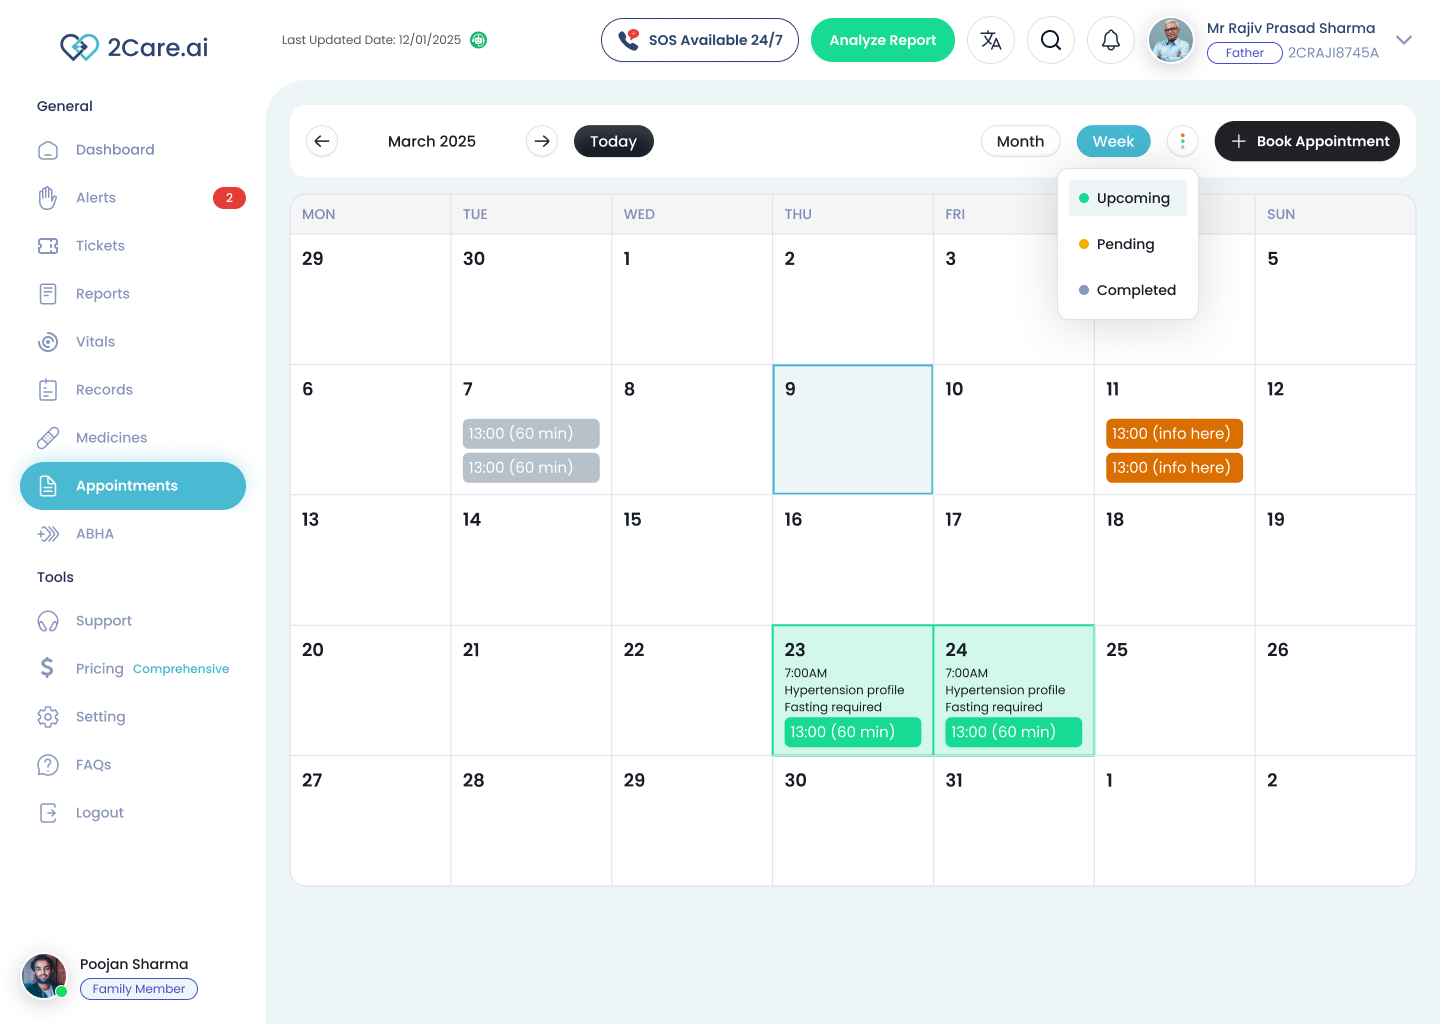 2Care.ai
Last Updated Date: 12/01/2025
SOS Available 24/7
Analyze Report
Mr Rajiv Prasad Sharma
Father 2CRAJI8745A
General
Dashboard
Alerts 2
Tickets
Reports
Vitals
Records
Medicines
Appointments
ABHA
Tools
Support
Pricing Comprehensive
Setting
FAQs
Logout
Poojan Sharma
Family Member
March 2025
Today
Month
Week
Book Appointment
Upcoming
Pending
Completed
MON TUE WED THU FRI SUN
29 30 1 2 3 5
6 7 8 9 10 11 12
13:00 (60 min) 13:00 (info here)
13:00 (60 min) 13:00 (info here)
13 14 15 16 17 18 19
20 21 22 23 24 25 26
7:00AM 7:00AM
Hypertension profile Hypertension profile
Fasting required Fasting required
13:00 (60 min) 13:00 (60 min)
27 28 29 30 31 1 2